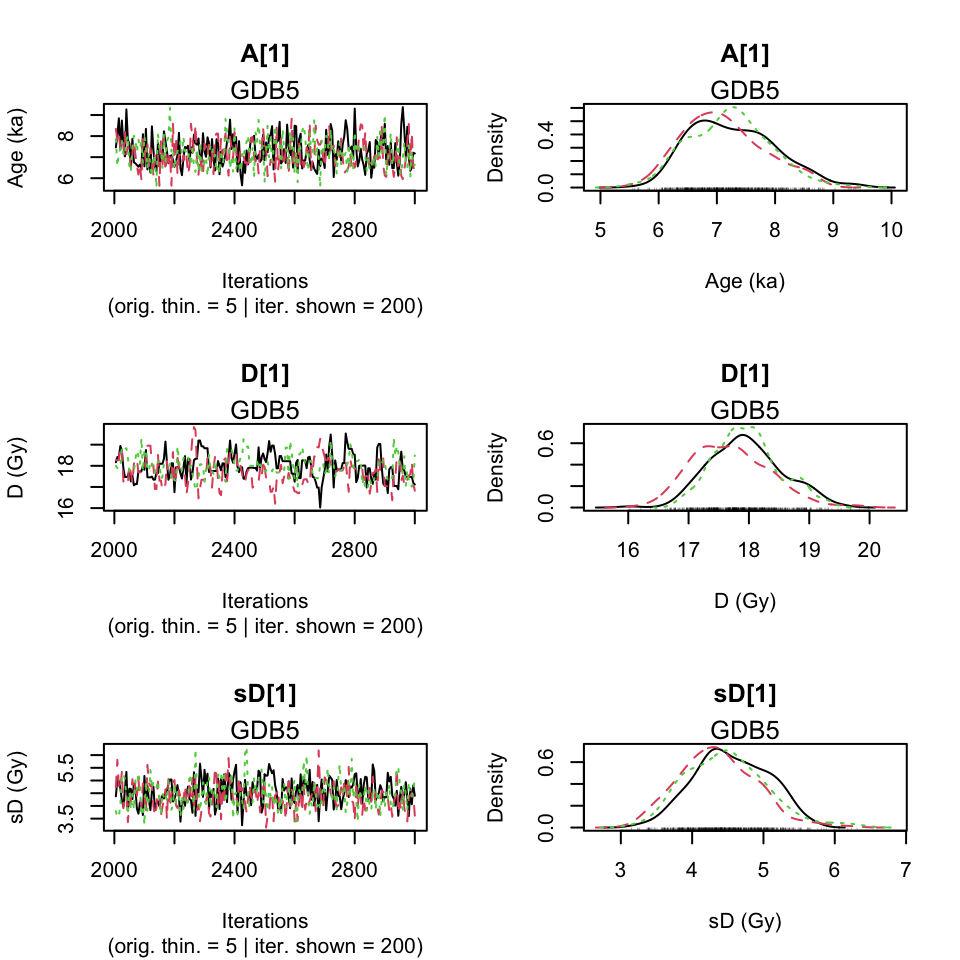 A[1]
GDB5
Age (ka)
6 8
2000 2400 2800
Iterations
(orig. thin. = 5 | iter. shown = 200)
A[1]
GDB5
Density
0.0 0.4
5 6 7 8 9 10
Age (ka)
D[1]
GDB5
D (Gy)
16 18
2000 2400 2800
Iterations
(orig. thin. = 5 | iter. shown = 200)
D[1]
GDB5
Density
0.0 0.6
16 17 18 19 20
D (Gy)
sD[1]
GDB5
sD (Gy)
3.5 5.5
2000 2400 2800
Iterations
(orig. thin. = 5 | iter. shown = 200)
sD[1]
GDB5
Density
0.0 0.6
3 4 5 6 7
sD (Gy)